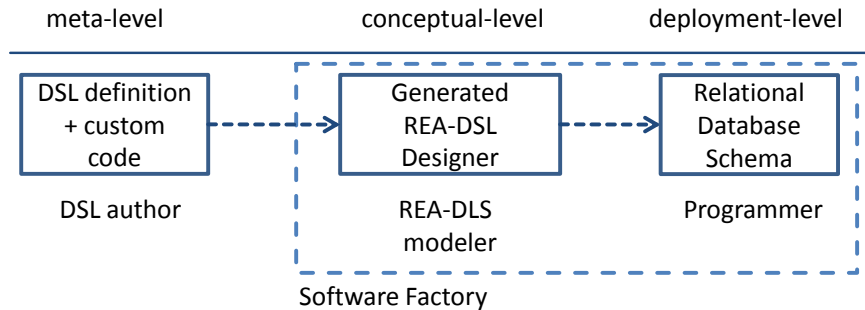 meta-level conceptual-level deployment-level
DSL definition
+ custom
code
Generated
REA-DSL
Designer
Relational
Database
Schema
DSL author
REA-DLS
modeler
Programmer
Software Factory